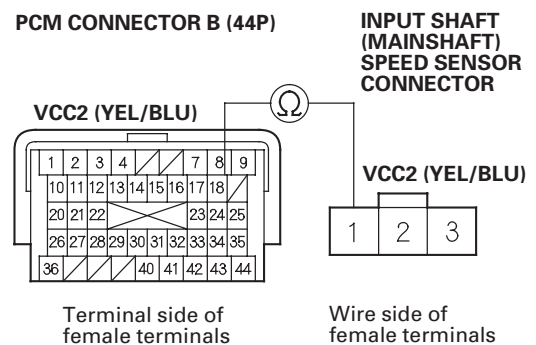 PCM CONNECTOR B (44P)
INPUT SHAFT
(MAINSHAFT)
SPEED SENSOR
CONNECTOR
Ω
VCC2 (YEL/BLU)
VCC2 (YEL/BLU)
1 2 3 4 7 8 9
10 11 12 13 14 15 16 17 18
20 21 22 23 24 25
26 27 28 29 30 31 32 33 34 35
36 40 41 42 43 44
1 2 3
Terminal side of
female terminals
Wire side of
female terminals